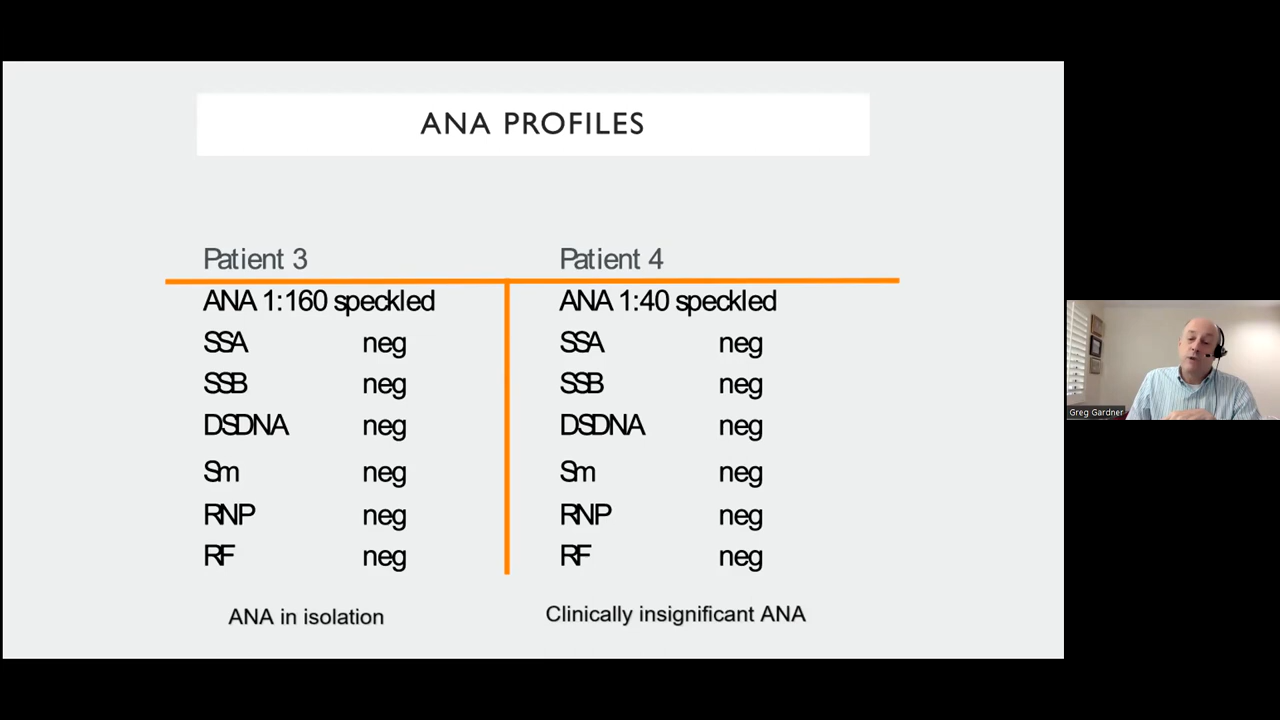 ANA PROFILES
Patient 3
ANA 1:160 speckled
SSA neg
SSB neg
DSDNA neg
Sm neg
RNP neg
RF neg
ANA in isolation
Patient 4
ANA 1:40 speckled
SSA neg
SSB neg
DSDNA neg
Sm neg
RNP neg
RF neg
Clinically insignificant ANA
Greg Gardner